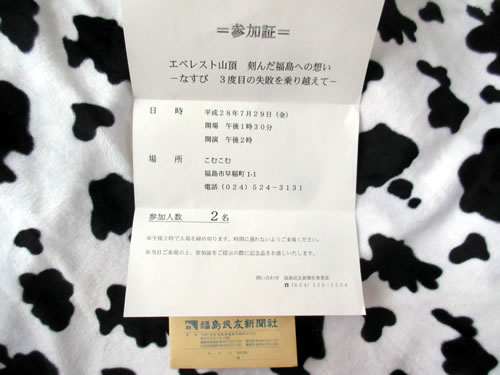 ＝参加証＝
エベレスト山頂　刻んだ福島への想い
－なすび　３度目の失敗を乗り越えて－
日　時　平成２８年７月２９日（金）
開場　午後１時３０分
開演　午後２時
場　所　こむこむ
福島市早稲町 1-1
電話（０２４）５２４－３１３１
参加人数　２名
※午後２時で入場を締め切ります。時間に遅れないようご来場ください。
※当日ご来場の上、参加証をご提示の際に記念品をお渡しいたします。
問い合わせ　福島民友新聞社事業部
福島民友新聞社